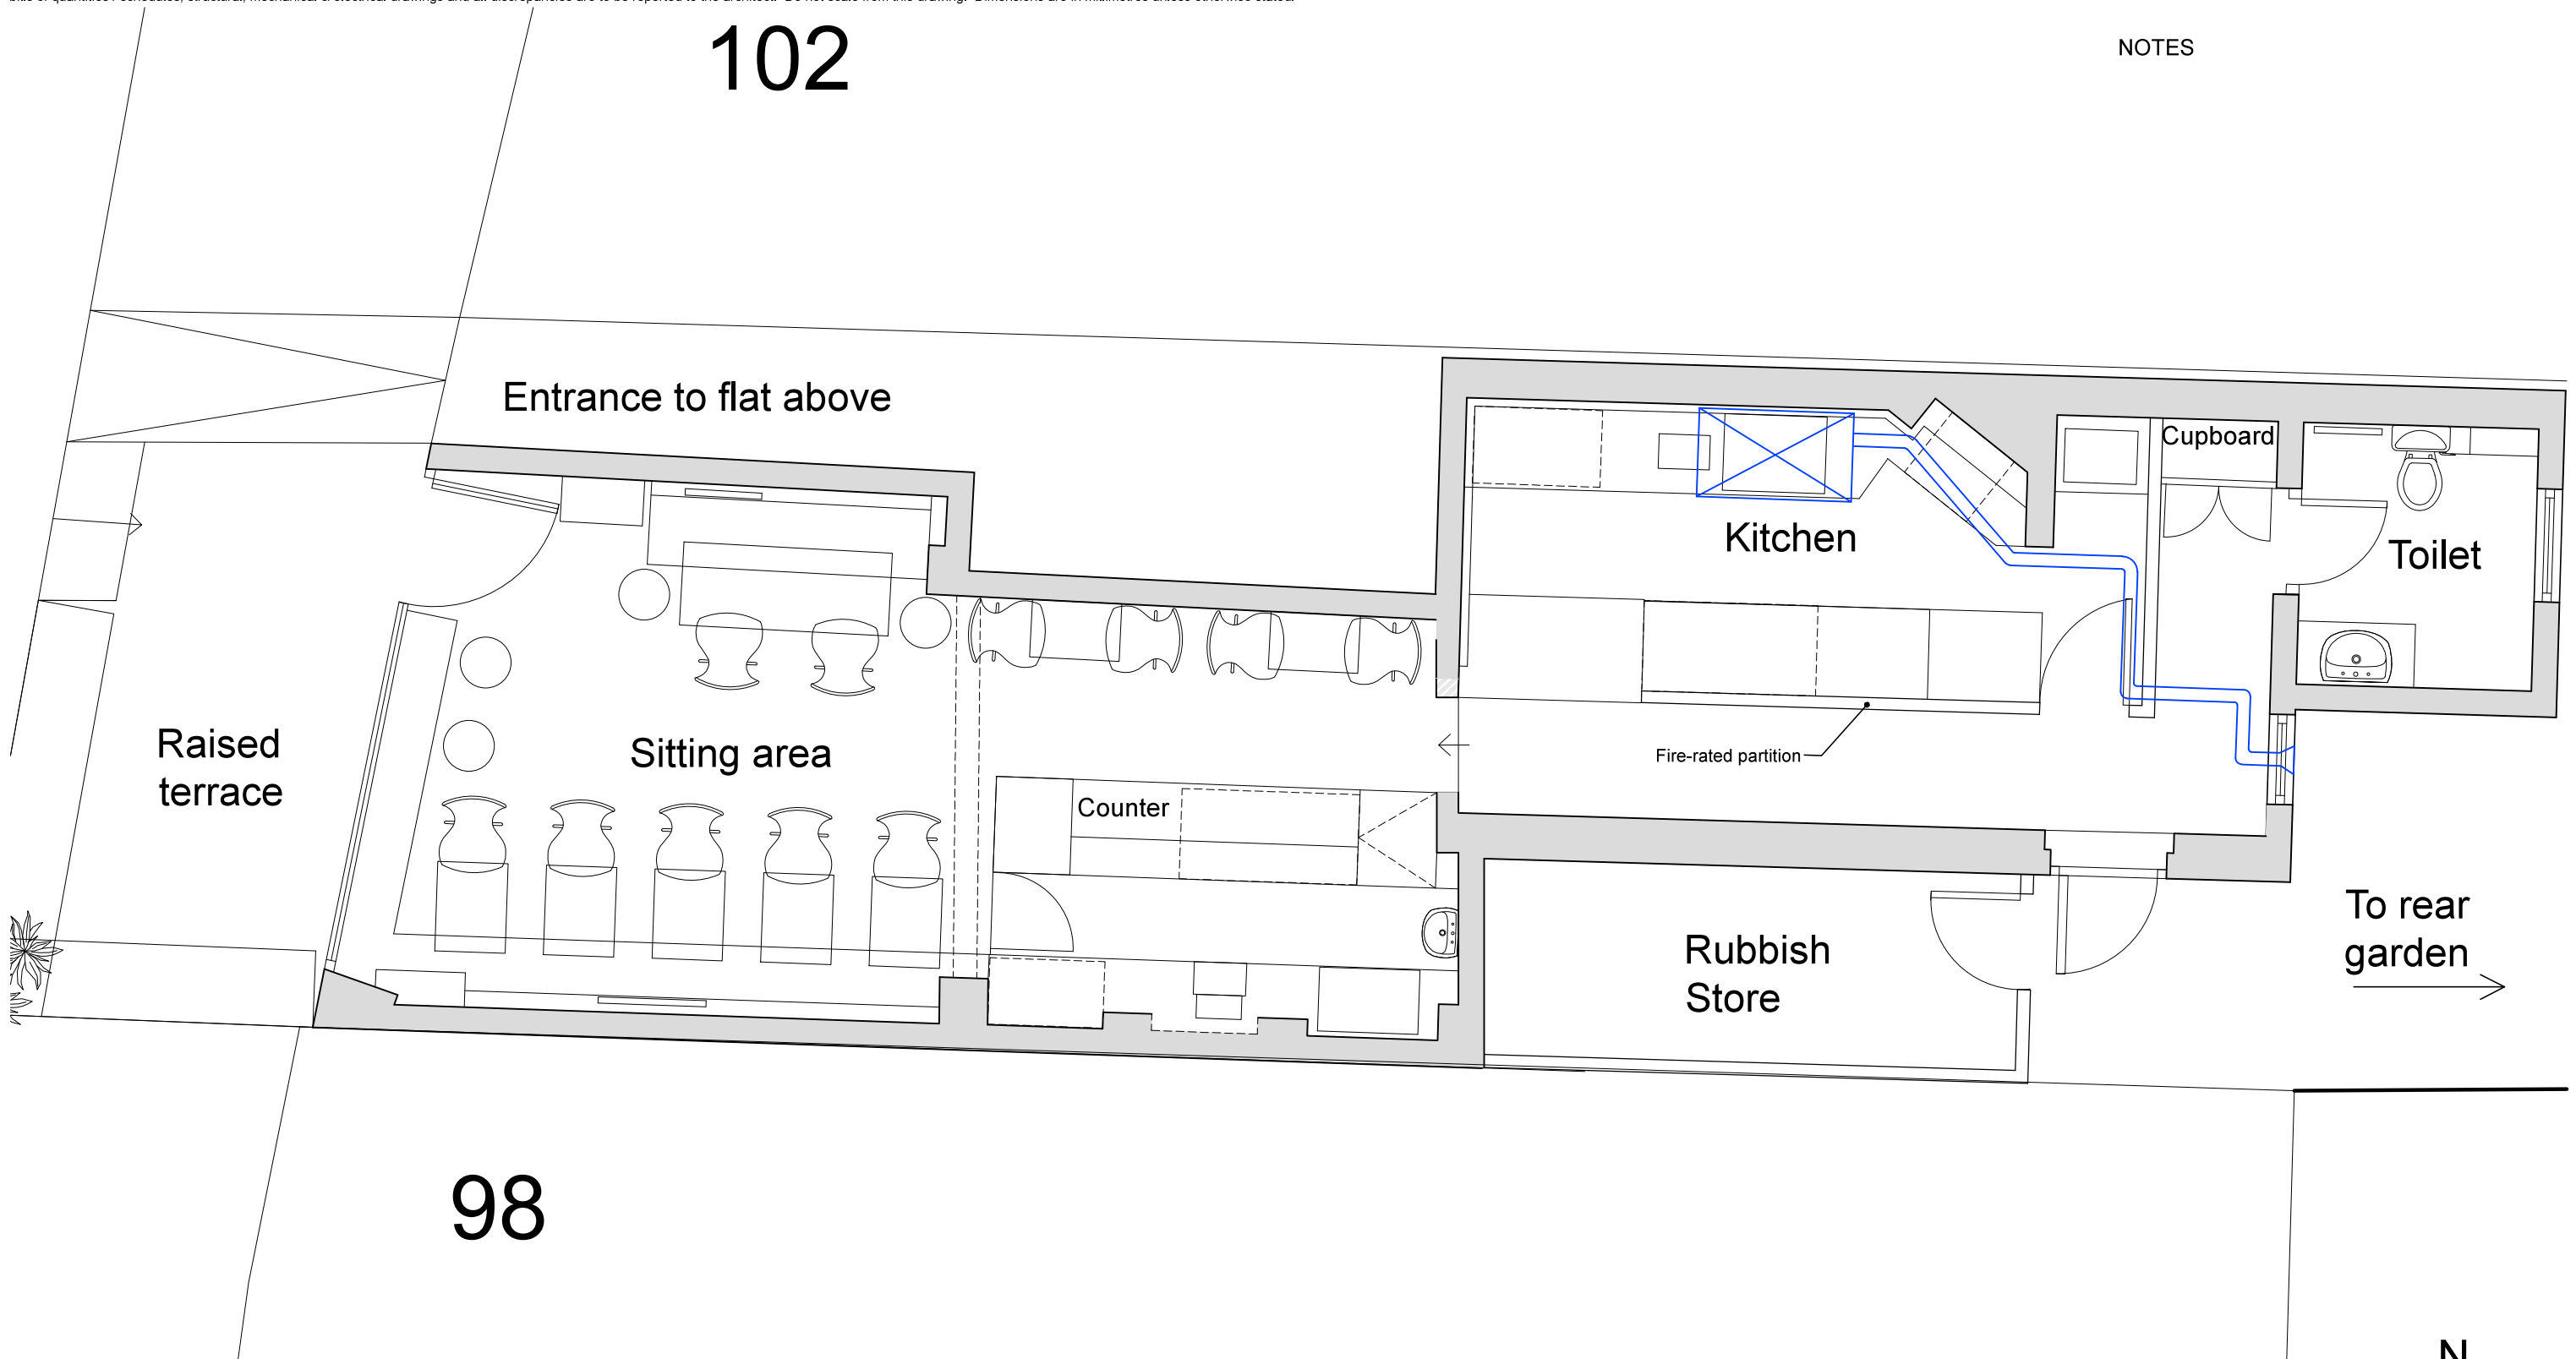 102
NOTES
Entrance to flat above
Cupboard
Kitchen
Toilet
Raised
terrace
Sitting area
Fire-rated partition
Counter
To rear
garden
Rubbish
Store
98
N